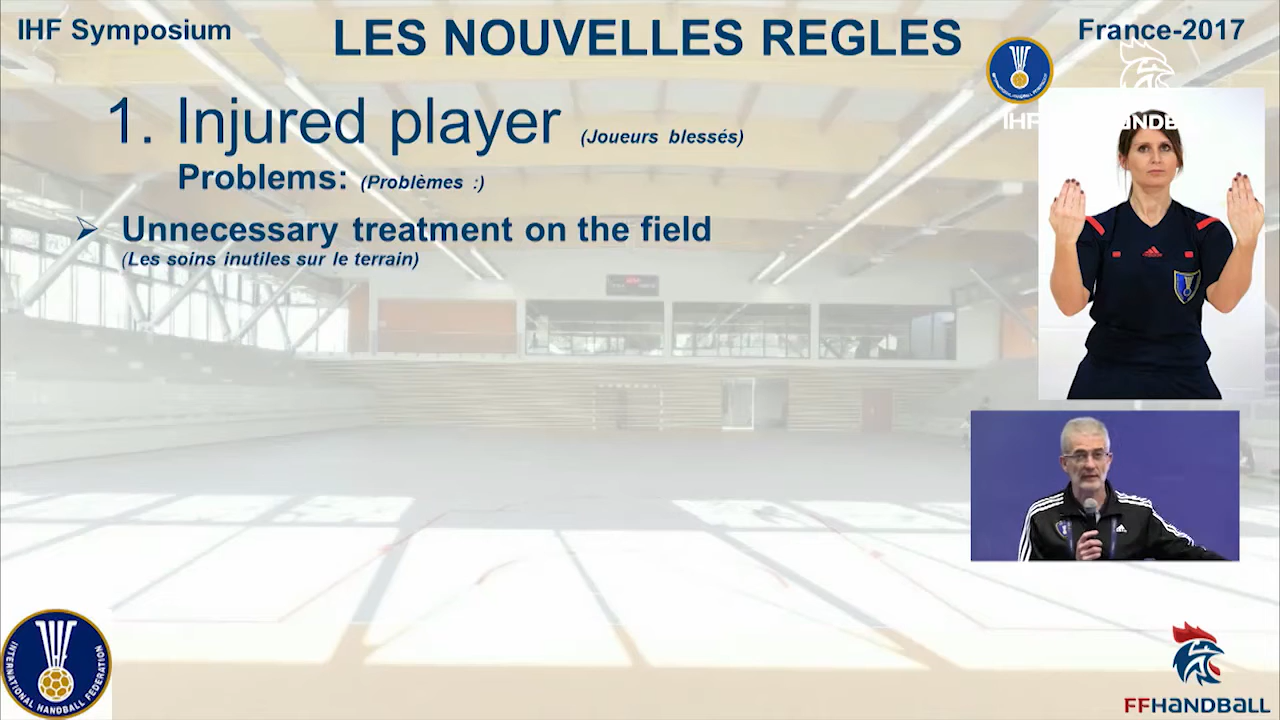 IHF Symposium
LES NOUVELLES REGLES
France-2017
1. Injured player (Joueurs blessés)
Problems: (Problèmes :)
Unnecessary treatment on the field
(Les soins inutiles sur le terrain)
INTERNATIONAL HANDBALL FEDERATION
FFHANDBALL